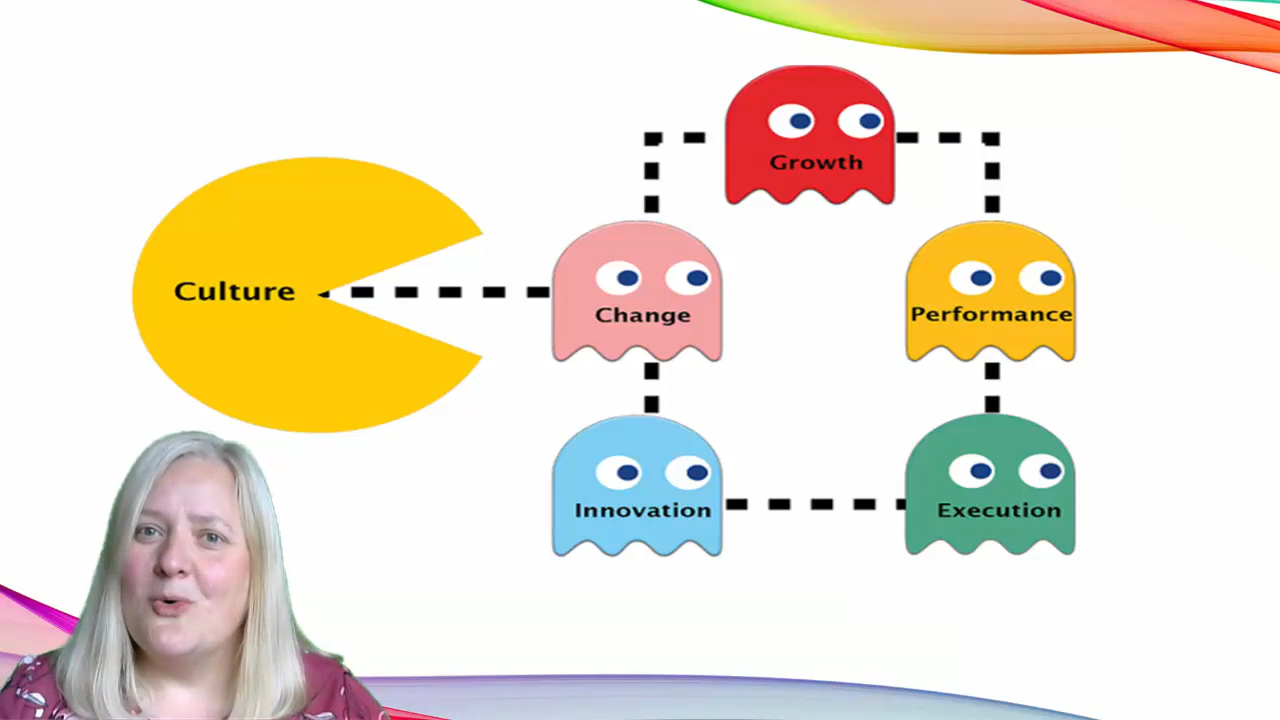 Growth
Culture
Change
Performance
Innovation
Execution